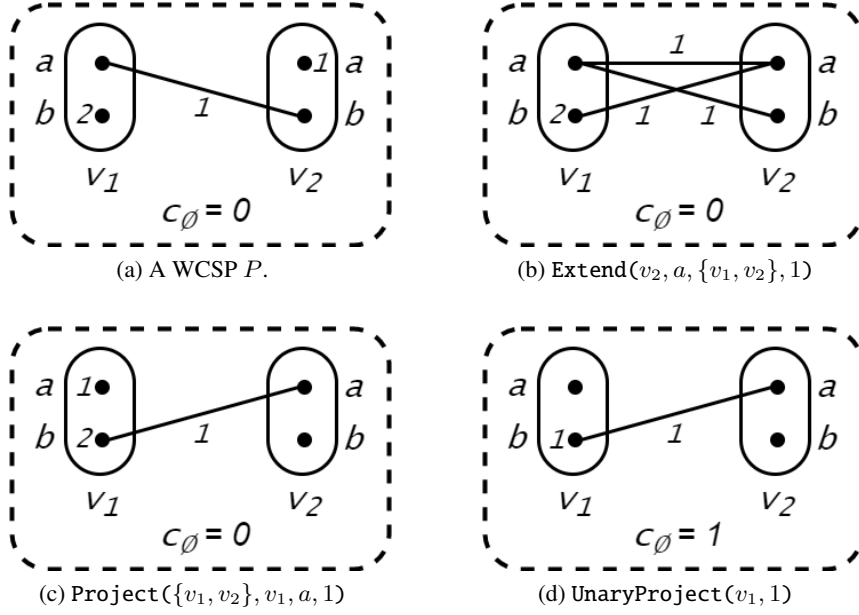 a 1 a 1 a a
b 2 1 b b 2 1 1 b
v1 v2 v1 v2
c∅ = 0 c∅ = 0
(a) A WCSP P. (b) Extend(v2, a, {v1, v2}, 1)
a 1 a a a
b 2 1 b b 1 1 b
v1 v2 v1 v2
c∅ = 0 c∅ = 1
(c) Project({v1, v2}, v1, a, 1) (d) UnaryProject(v1, 1)